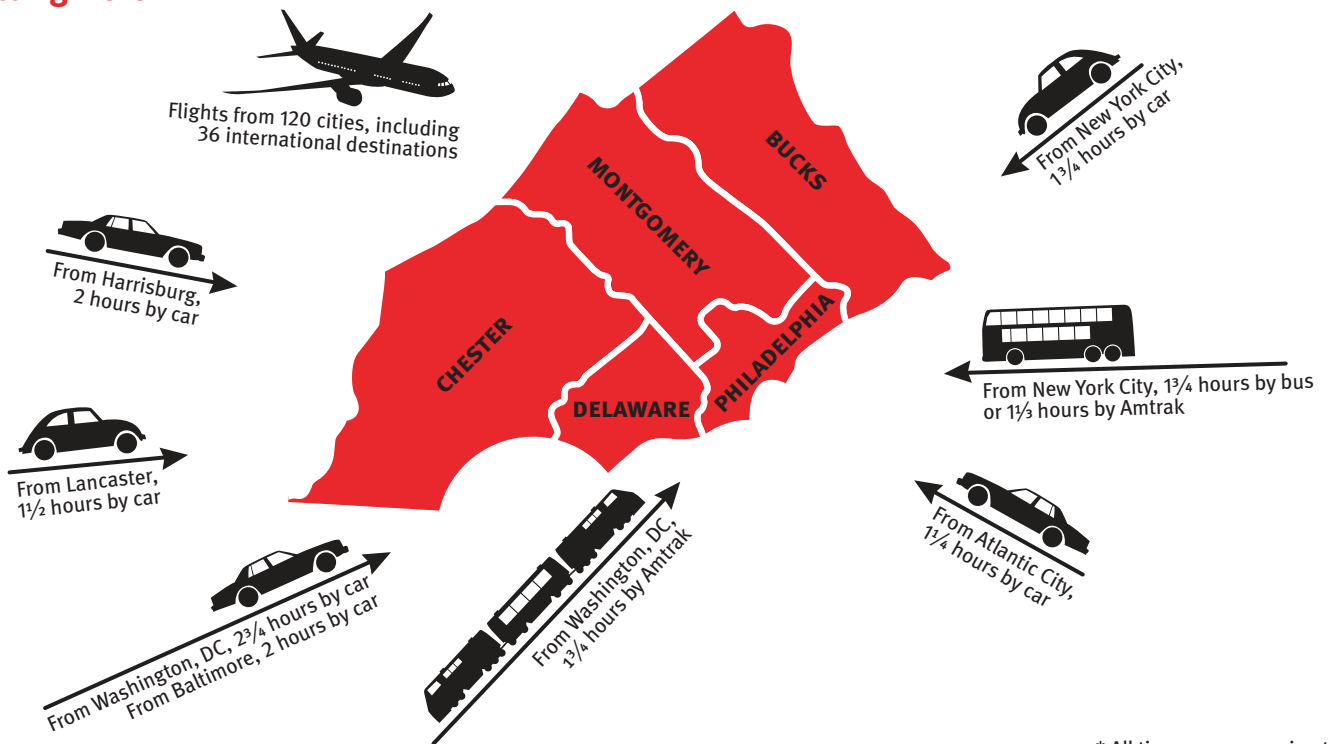 Flights from 120 cities, including
36 international destinations
From New York City,
1¾ hours by car
BUCKS
MONTGOMERY
From Harrisburg,
2 hours by car
CHESTER
PHILADELPHIA
DELAWARE
From New York City, 1¾ hours by bus
or 1⅓ hours by Amtrak
From Lancaster,
1½ hours by car
From Atlantic City,
1¼ hours by car
From Washington, DC,
1¾ hours by Amtrak
From Washington, DC, 2¾ hours by car
From Baltimore, 2 hours by car